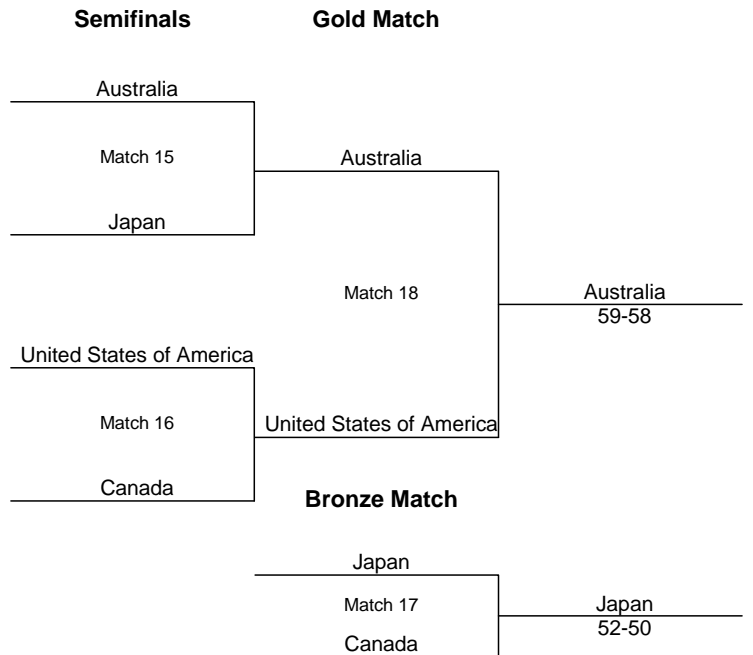 Semifinals Gold Match
Australia
Match 15
Australia
Japan
Match 18
Australia
59-58
United States of America
Match 16
United States of America
Canada
Bronze Match
Japan
Match 17
Japan
52-50
Canada